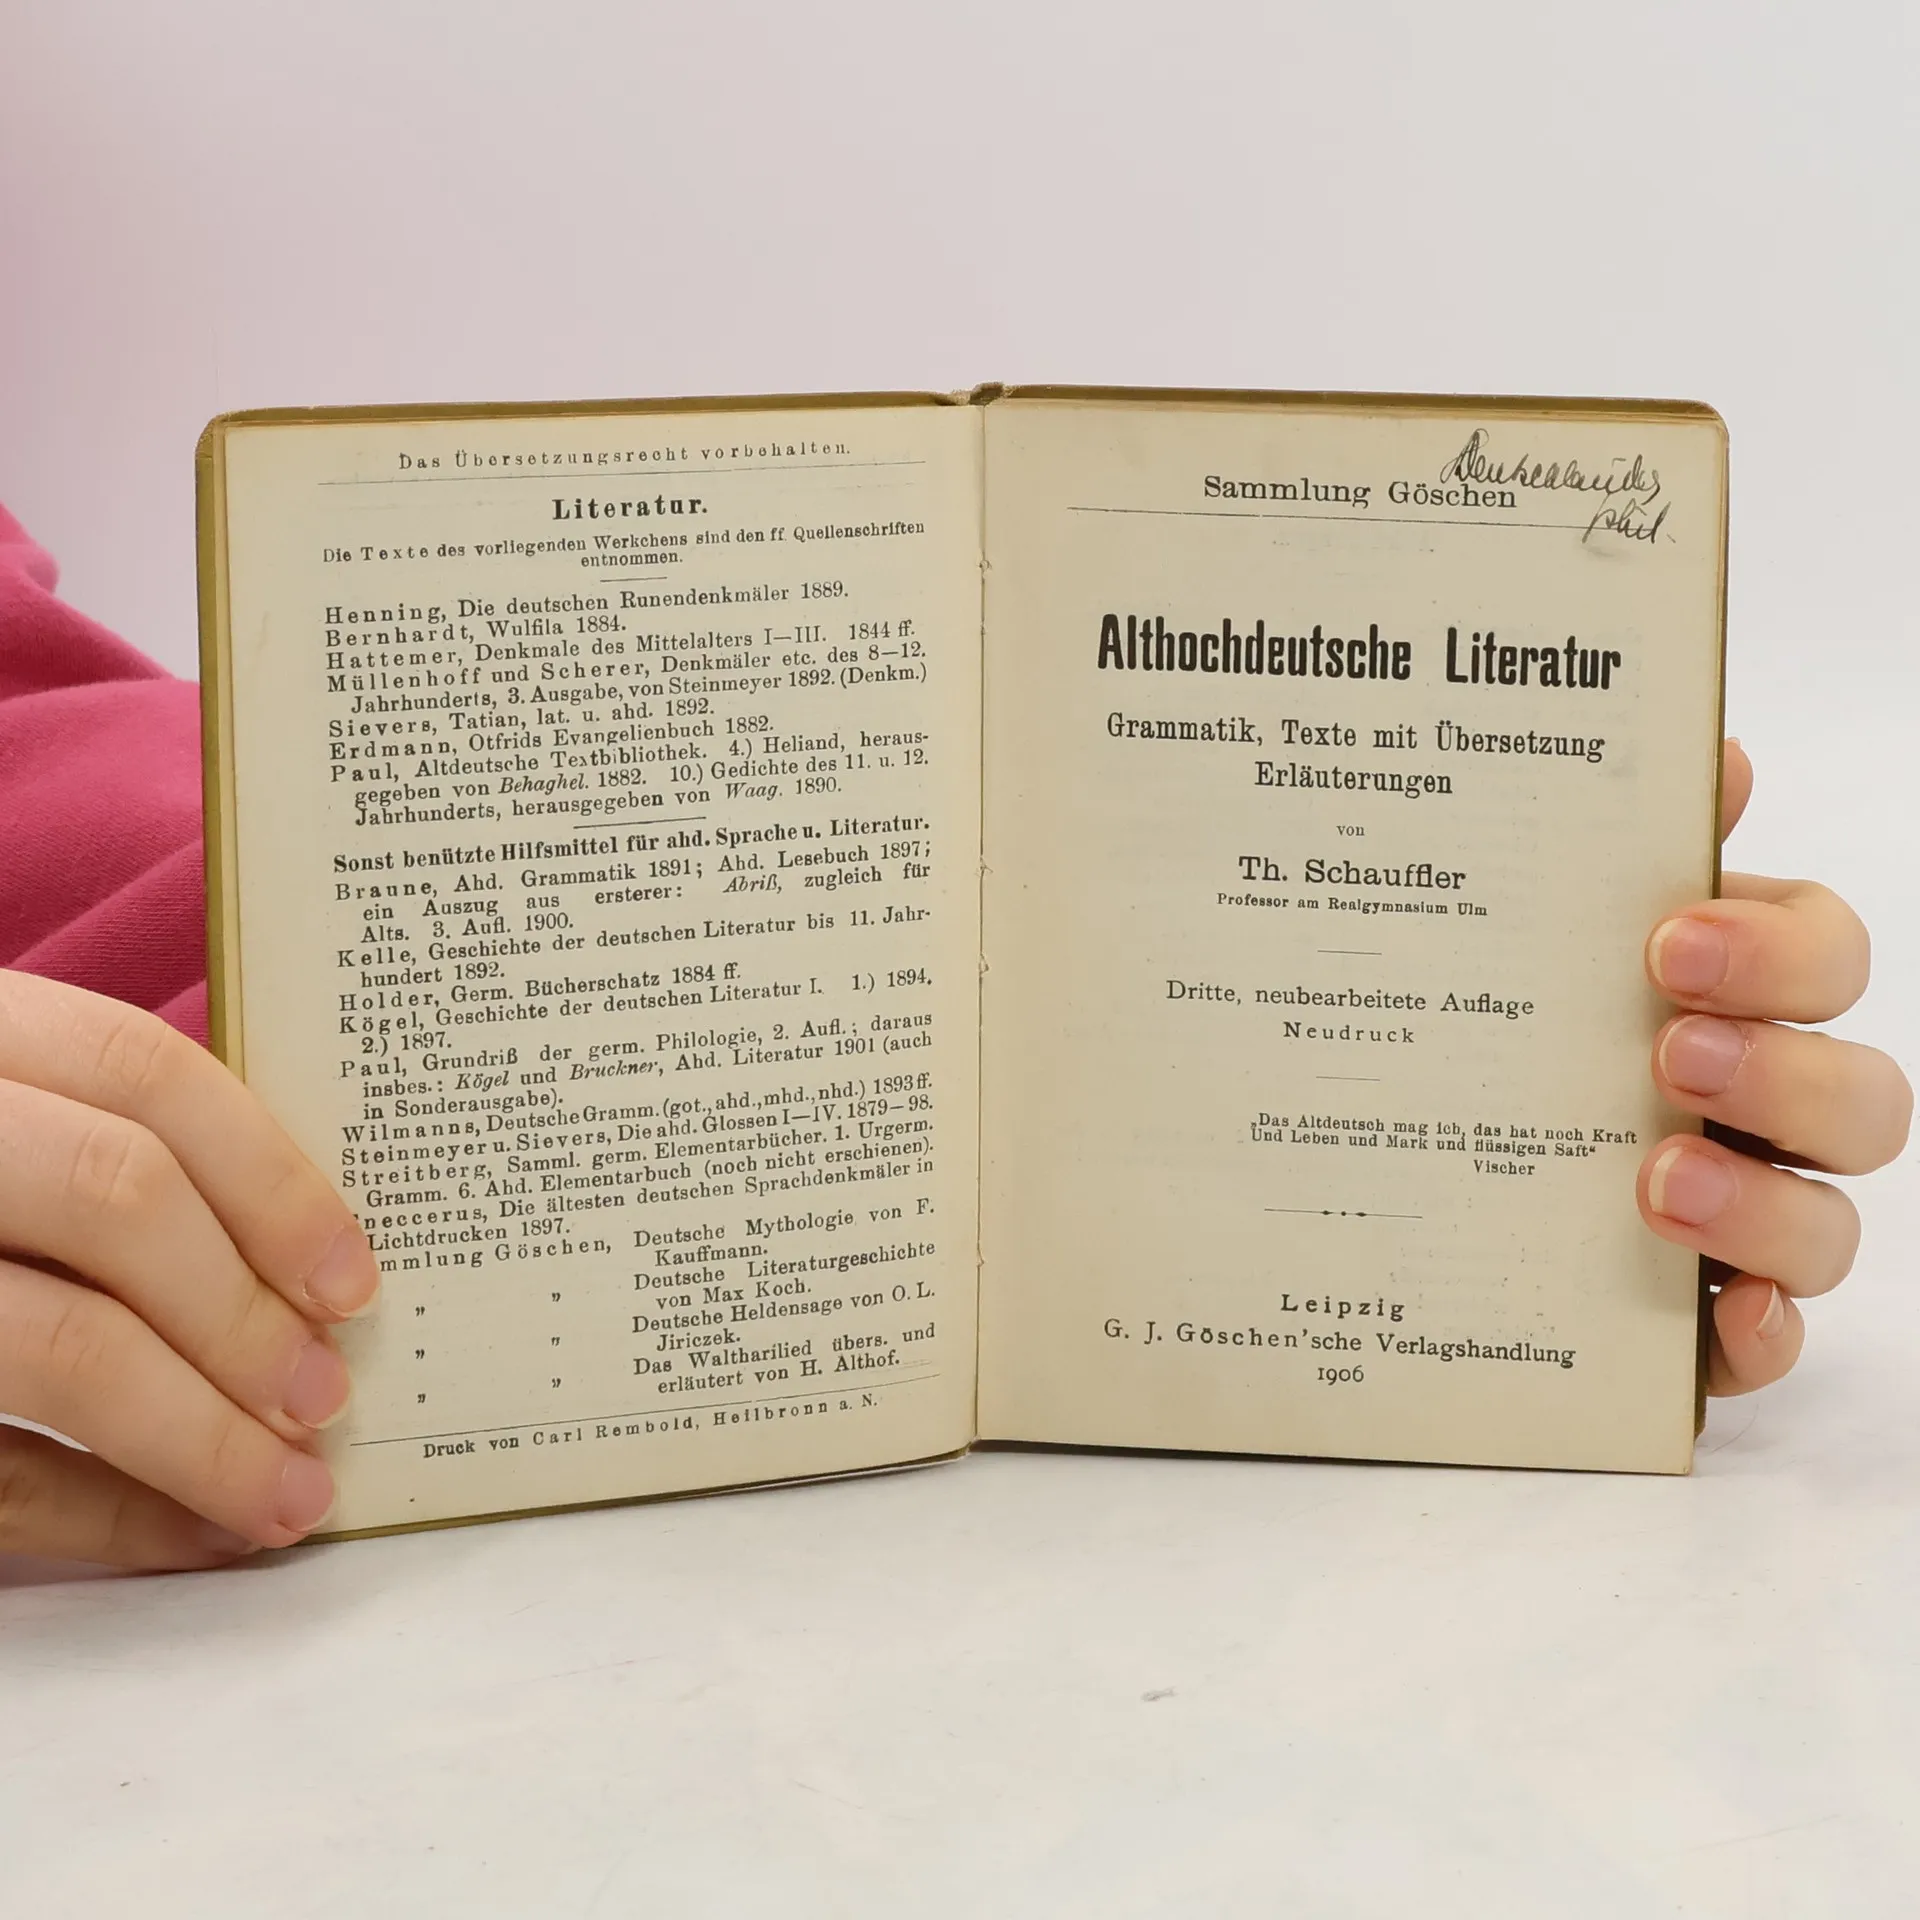 Das Übersetzungsrecht vorbehalten.
Literatur.
Die Texte des vorliegenden Werkchens sind den ff. Quellenschriften
entnommen.
Henning, Die deutschen Runendenkmäler 1889.
Bernhardt, Wulfila 1884.
Hattemer, Denkmale des Mittelalters I—III. 1844 ff.
Müllenhoff und Scherer, Denkmäler etc. des 8—12.
Jahrhunderts, 3. Ausgabe, von Steinmeyer 1892. (Denkm.)
Sievers, Tatian, lat. u. ahd. 1892.
Erdmann, Otfrids Evangelienbuch 1882.
Paul, Altdeutsche Textbibliothek. 4.) Heliand, heraus-
gegeben von Behaghel. 1882. 10.) Gedichte des 11. u. 12.
Jahrhunderts, herausgegeben von Waag. 1890.
Sonst benützte Hilfsmittel für ahd. Sprache u. Literatur.
Braune, Ahd. Grammatik 1891; Ahd. Lesebuch 1897;
ein Auszug aus ersterer: Abriß, zugleich für
Alts. 3. Aufl. 1900.
Kelle, Geschichte der deutschen Literatur bis 11. Jahr-
hundert 1892.
Holder, Germ. Bücherschatz 1884 ff.
Kögel, Geschichte der deutschen Literatur I. 1.) 1894.
2.) 1897.
Paul, Grundriß der germ. Philologie, 2. Aufl.; daraus
insbes.: Kögel und Bruckner, Ahd. Literatur 1901 (auch
in Sonderausgabe).
Wilmanns, Deutsche Gramm. (got., ahd., mhd., nhd.) 1893 ff.
Steinmeyer u. Sievers, Die ahd. Glossen I—IV. 1879—98.
Streitberg, Samml. germ. Elementarbücher. 1. Urgerm.
Gramm. 6. Ahd. Elementarbuch (noch nicht erschienen).
neccerus, Die ältesten deutschen Sprachdenkmäler in
Lichtdrucken 1897.
mmlung Göschen, Deutsche Mythologie von F.
Kauffmann.
„ „ Deutsche Literaturgeschichte
von Max Koch.
„ „ Deutsche Heldensage von O. L.
Jiriczek.
„ „ Das Walthari­lied übers. und
erläutert von H. Althof.
Druck von Carl Rembold, Heilbronn a. N.
Sammlung Göschen
phil.
Althochdeutsche Literatur
Grammatik, Texte mit Übersetzung
Erläuterungen
von
Th. Schauffler
Professor am Realgymnasium Ulm
Dritte, neubearbeitete Auflage
Neudruck
„Das Altdeutsch mag ich, das hat noch Kraft
Und Leben und Mark und flüssigen Saft“
Vischer
Leipzig
G. J. Göschen'sche Verlagshandlung
1906